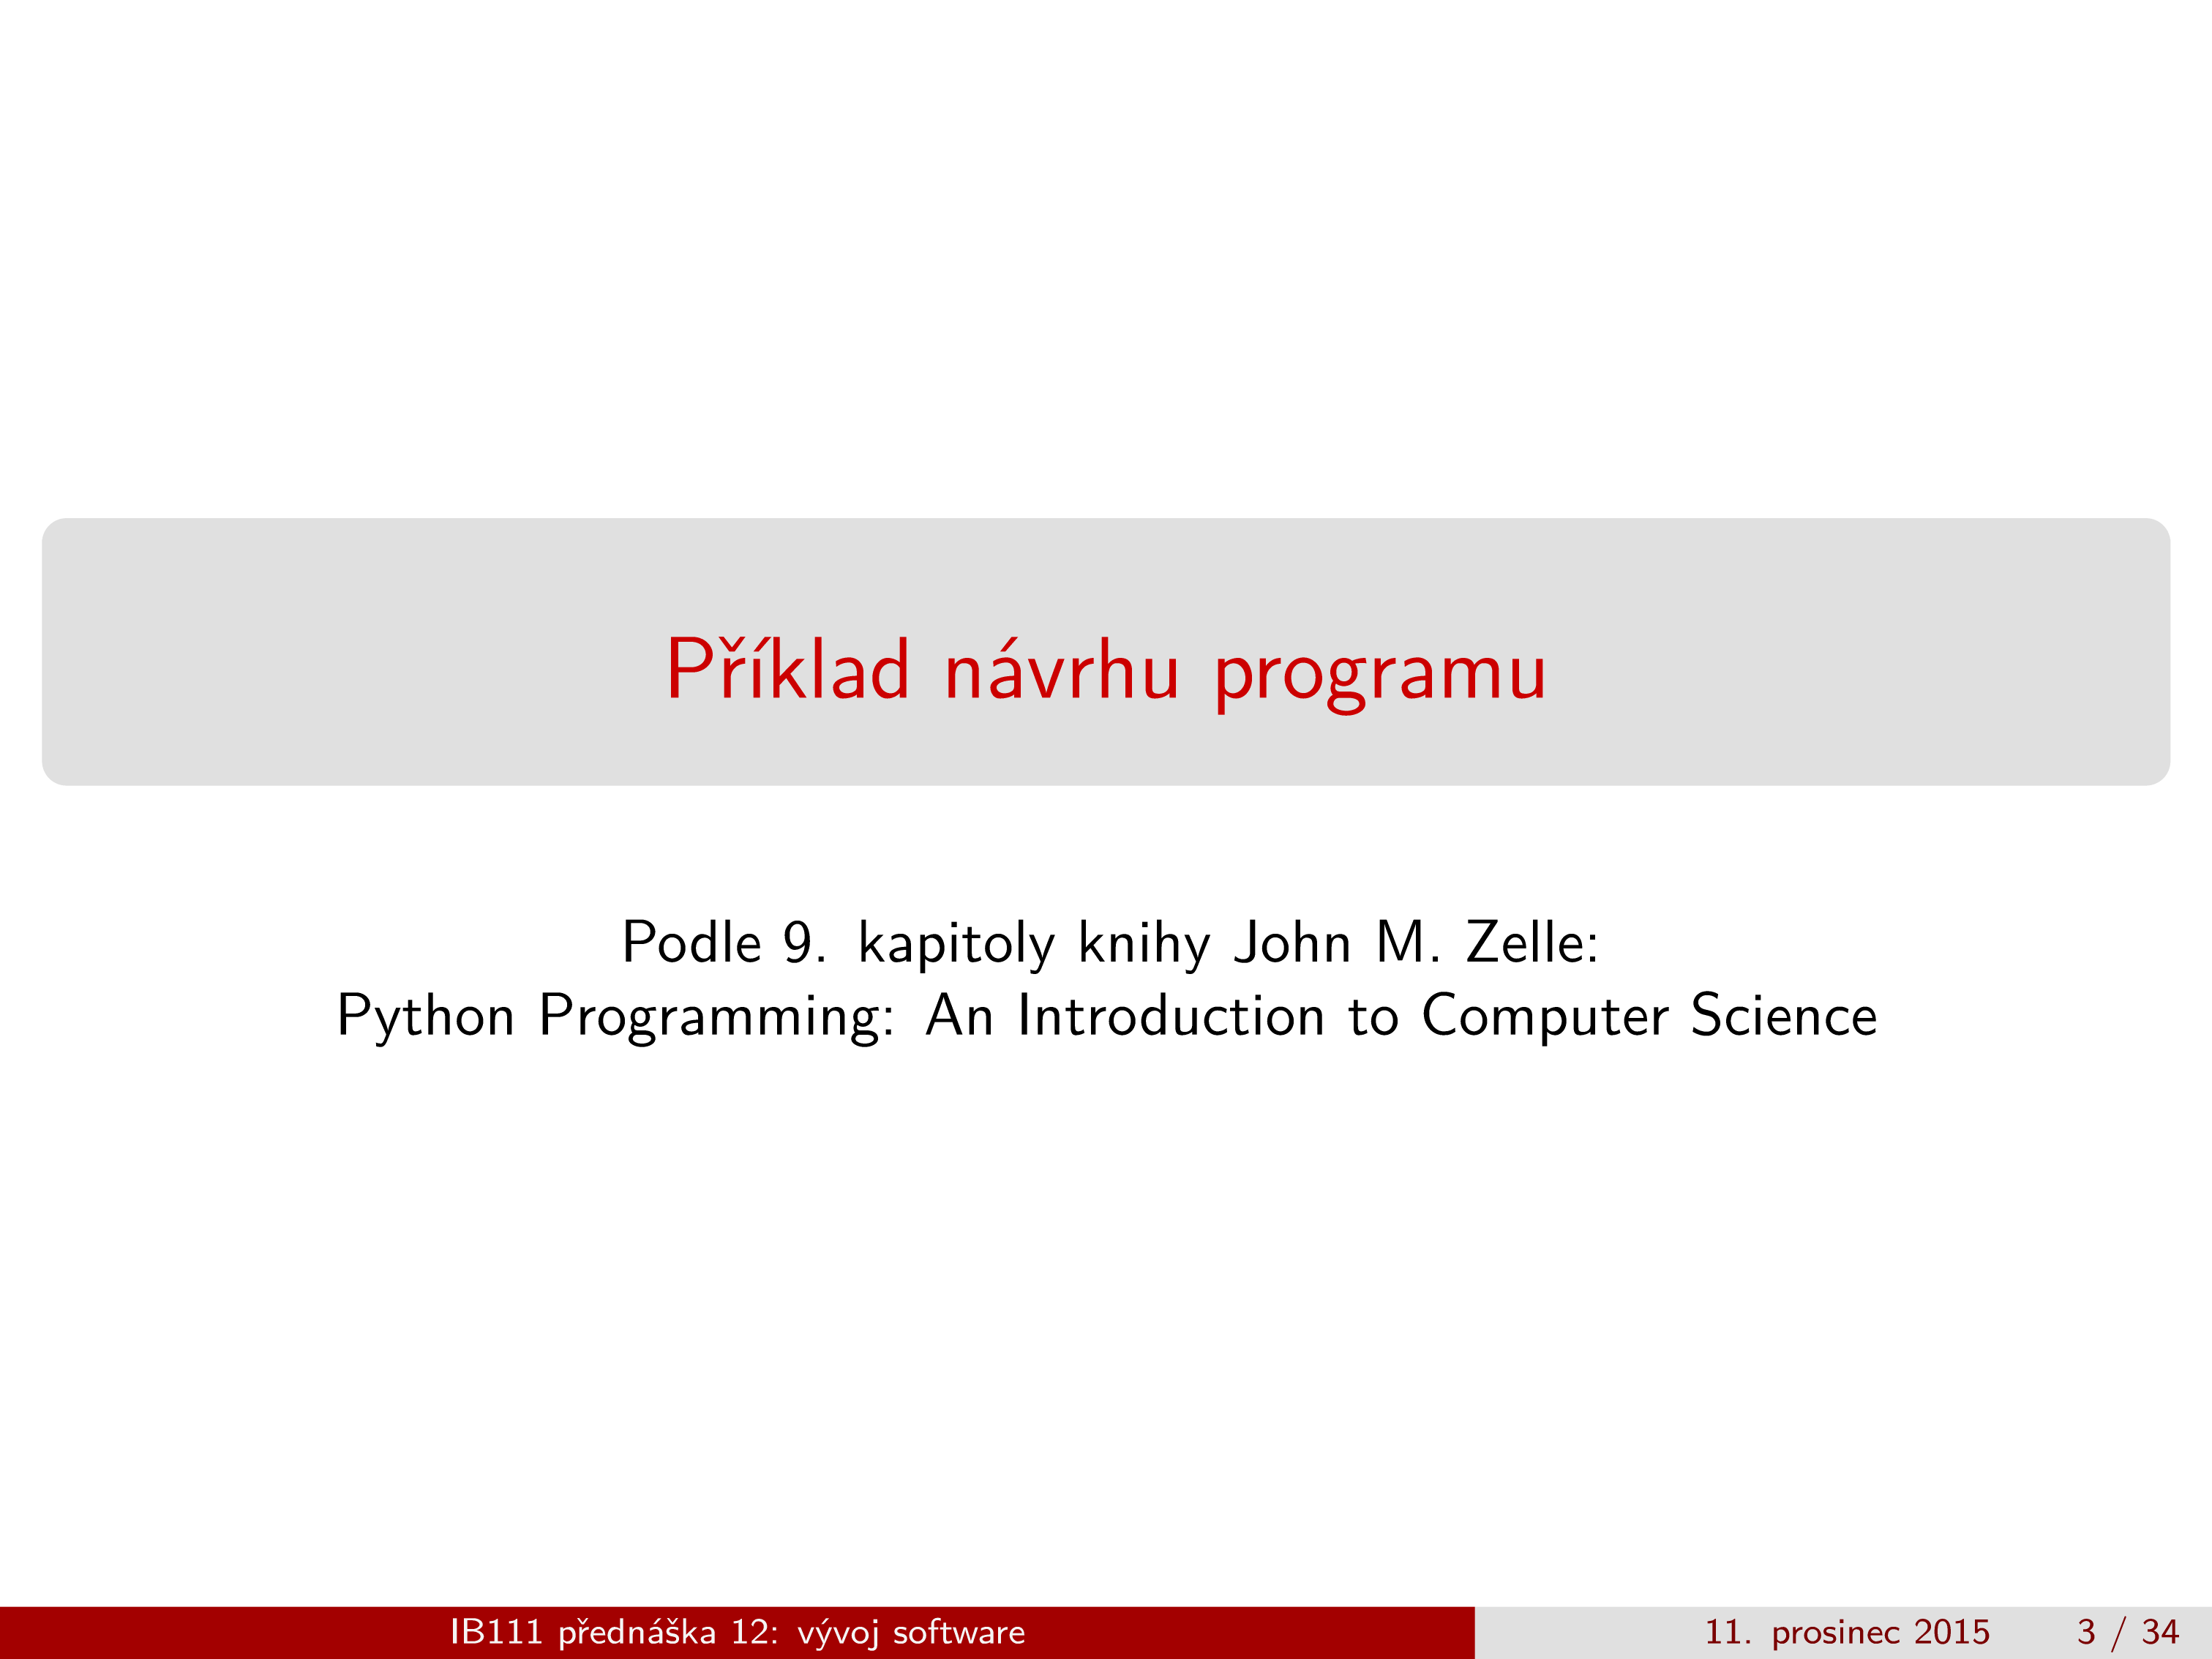 Příklad návrhu programu
Podle 9. kapitoly knihy John M. Zelle:
Python Programming: An Introduction to Computer Science
IB111 přednáška 12: vývoj software
11. prosinec 2015
3 / 34